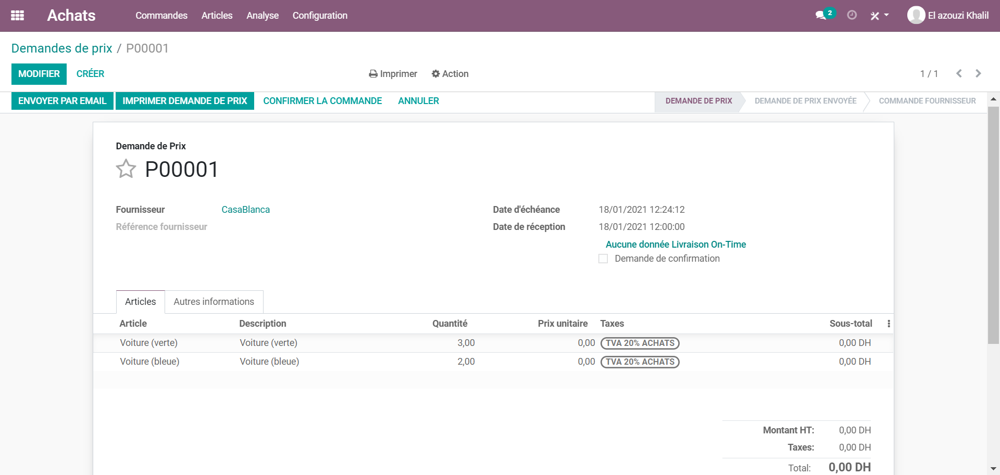 Achats Commandes Articles Analyse Configuration 2 El azouzi Khalil
Demandes de prix / P00001
MODIFIER CRÉER Imprimer Action 1 / 1
ENVOYER PAR EMAIL IMPRIMER DEMANDE DE PRIX CONFIRMER LA COMMANDE ANNULER DEMANDE DE PRIX DEMANDE DE PRIX ENVOYÉE COMMANDE FOURNISSEUR
Demande de Prix
P00001
Fournisseur CasaBlanca Date d'échéance 18/01/2021 12:24:12
Référence fournisseur Date de réception 18/01/2021 12:00:00
Aucune donnée Livraison On-Time
Demande de confirmation
Articles Autres informations
Article Description Quantité Prix unitaire Taxes Sous-total
Voiture (verte) Voiture (verte) 3,00 0,00 TVA 20% ACHATS 0,00 DH
Voiture (bleue) Voiture (bleue) 2,00 0,00 TVA 20% ACHATS 0,00 DH
Montant HT: 0,00 DH
Taxes: 0,00 DH
Total: 0,00 DH